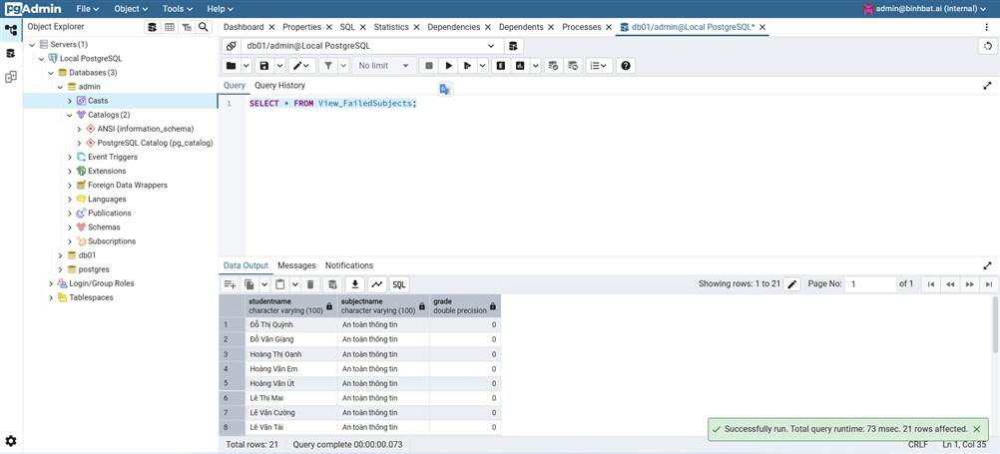 PgAdmin File Object Tools Help admin@binhbat.ai (internal)
Object Explorer Dashboard Properties SQL Statistics Dependencies Dependents Processes db01/admin@Local PostgreSQL*
Servers (1)
Local PostgreSQL
Databases (3)
admin
Casts
Catalogs (2)
ANSI (information_schema)
PostgreSQL Catalog (pg_catalog)
Event Triggers
Extensions
Foreign Data Wrappers
Languages
Publications
Schemas
Subscriptions
db01
postgres
Login/Group Roles
Tablespaces
db01/admin@Local PostgreSQL
No limit
Query Query History
1 SELECT * FROM View_FailedSubjects;
Data Output Messages Notifications
SQL Showing rows: 1 to 21 Page No: 1 of 1
studentname subjectname grade
character varying (100) character varying (100) double precision
1 Đỗ Thị Quỳnh An toàn thông tin 0
2 Đỗ Văn Giang An toàn thông tin 0
3 Hoàng Thị Oanh An toàn thông tin 0
4 Hoàng Văn Em An toàn thông tin 0
5 Hoàng Văn Út An toàn thông tin 0
6 Lê Thị Mai An toàn thông tin 0
7 Lê Văn Cường An toàn thông tin 0
8 Lê Văn Tài An toàn thông tin 0
Successfully run. Total query runtime: 73 msec. 21 rows affected.
Total rows: 21 Query complete 00:00:00.073 CRLF Ln 1, Col 35